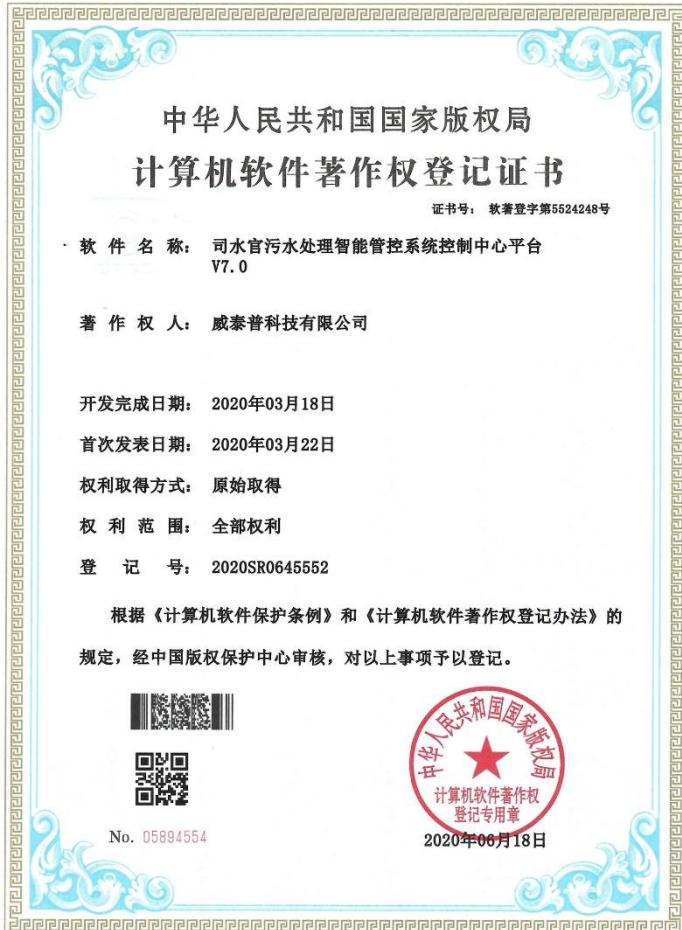 中华人民共和国国家版权局
计算机软件著作权登记证书
证书号： 软著登字第5524248号
软件名称： 司水官污水处理智能管控系统控制中心平台
V7.0
著作权人： 威泰普科技有限公司
开发完成日期： 2020年03月18日
首次发表日期： 2020年03月22日
权利取得方式： 原始取得
权利范围： 全部权利
登记号： 2020SR0645552
根据《计算机软件保护条例》和《计算机软件著作权登记办法》的
规定，经中国版权保护中心审核，对以上事项予以登记。
中华人民共和国国家版权局
计算机软件著作权
登记专用章
No. 05894554
2020年06月18日